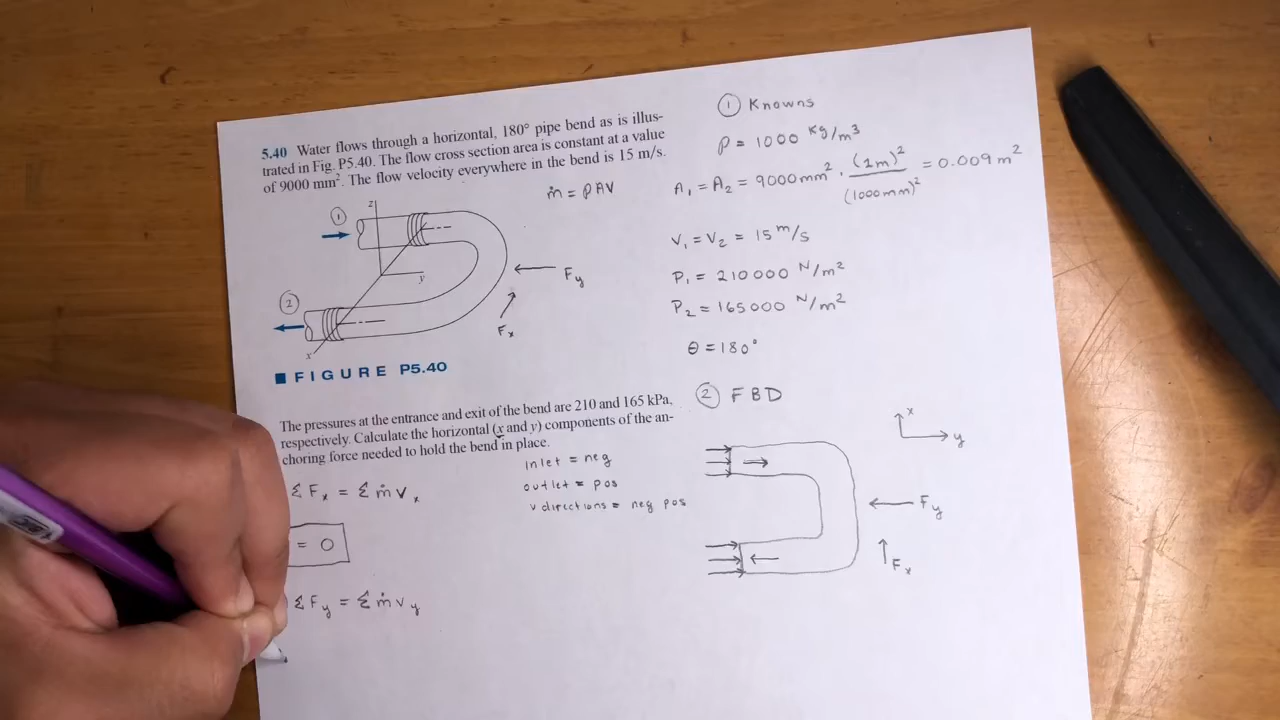 5.40 Water flows through a horizontal, 180° pipe bend as is illus-
trated in Fig. P5.40. The flow cross section area is constant at a value
of 9000 mm². The flow velocity everywhere in the bend is 15 m/s.
ṁ = ρAV
z
①
y
F_y
②
F_x
x
■ FIGURE P5.40
The pressures at the entrance and exit of the bend are 210 and 165 kPa,
respectively. Calculate the horizontal (x and y) components of the an-
choring force needed to hold the bend in place.
inlet = neg
outlet = pos
v directions = neg pos
ΣF_x = Σṁv_x
= 0
ΣF_y = Σṁv_y
① Knowns
ρ = 1000 kg/m³
A₁ = A₂ = 9000mm² · (1m)²/(1000mm)² = 0.009m²
V₁ = V₂ = 15 m/s
P₁ = 210000 N/m²
P₂ = 165000 N/m²
θ = 180°
② FBD
x
y
F_y
F_x